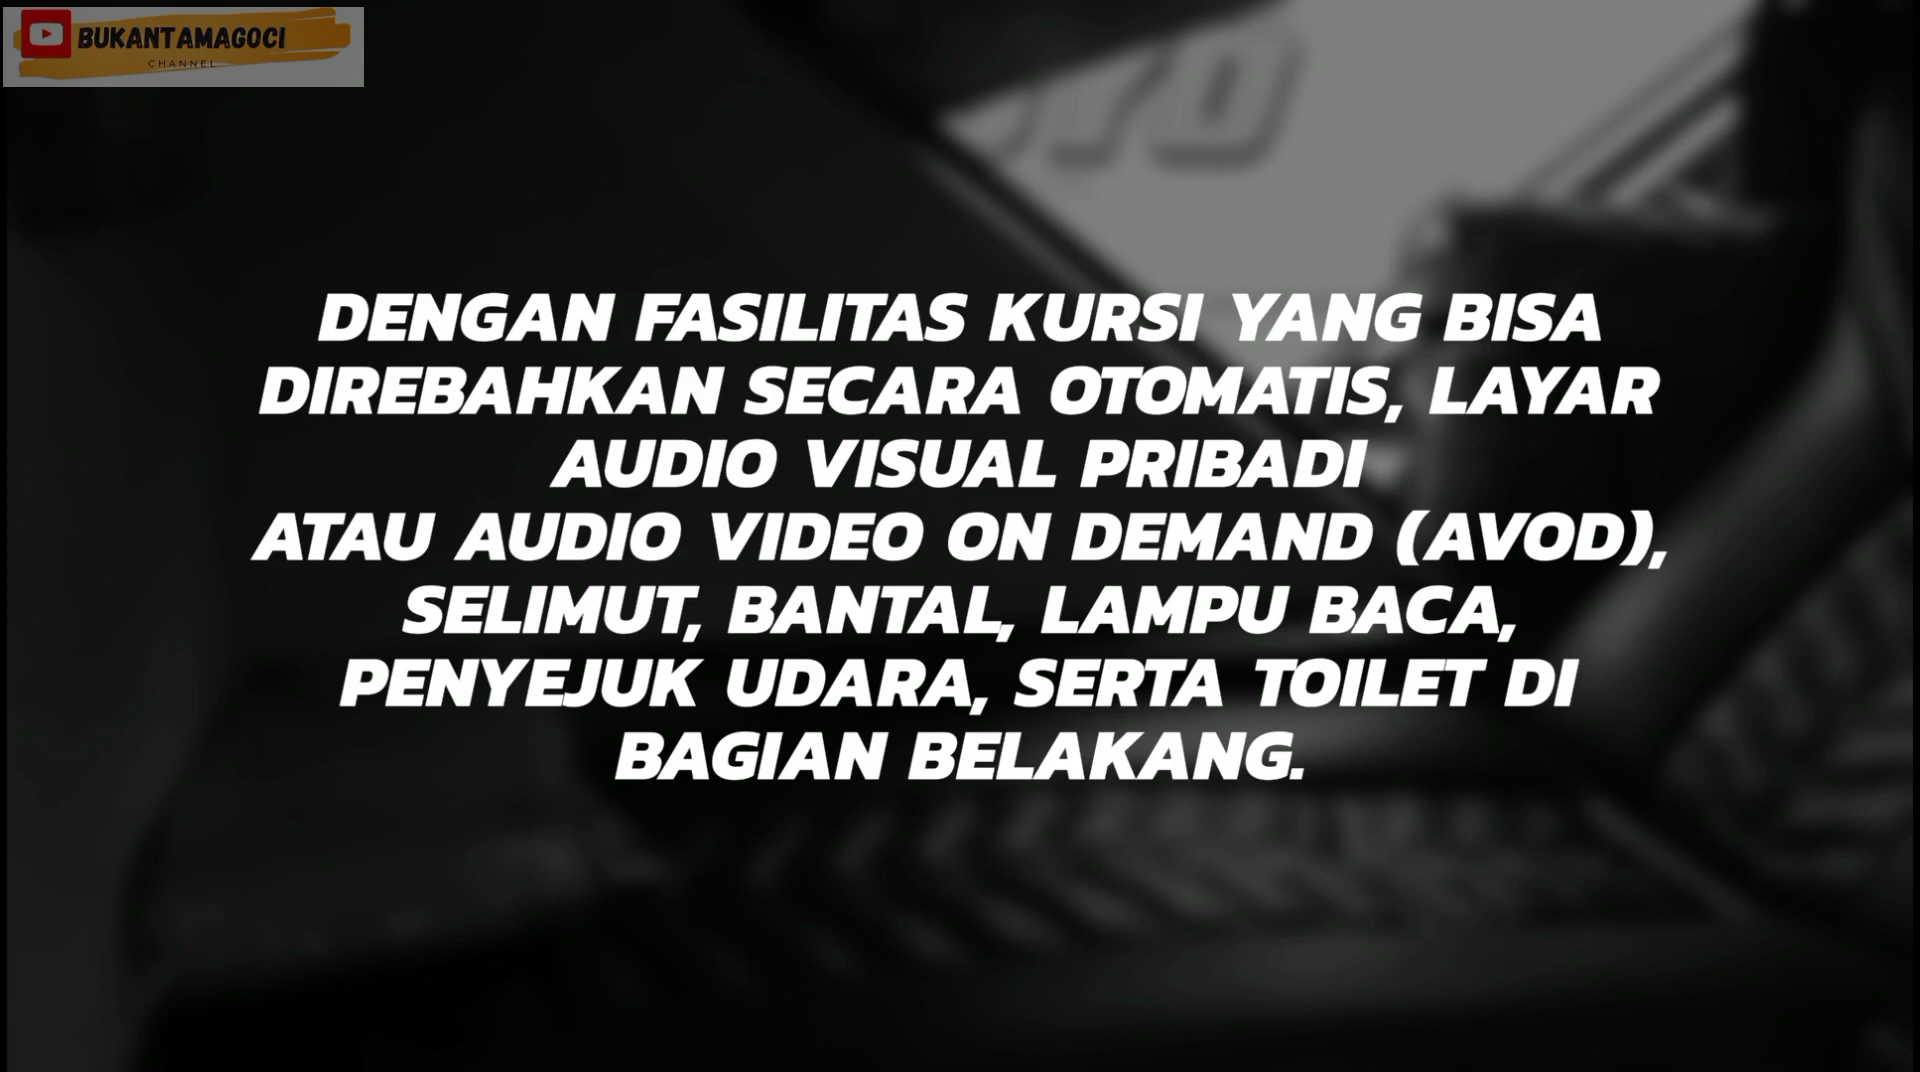 BUKANTAMAGOCI
CHANNEL
DENGAN FASILITAS KURSI YANG BISA
DIREBAHKAN SECARA OTOMATIS, LAYAR
AUDIO VISUAL PRIBADI
ATAU AUDIO VIDEO ON DEMAND (AVOD),
SELIMUT, BANTAL, LAMPU BACA,
PENYEJUK UDARA, SERTA TOILET DI
BAGIAN BELAKANG.